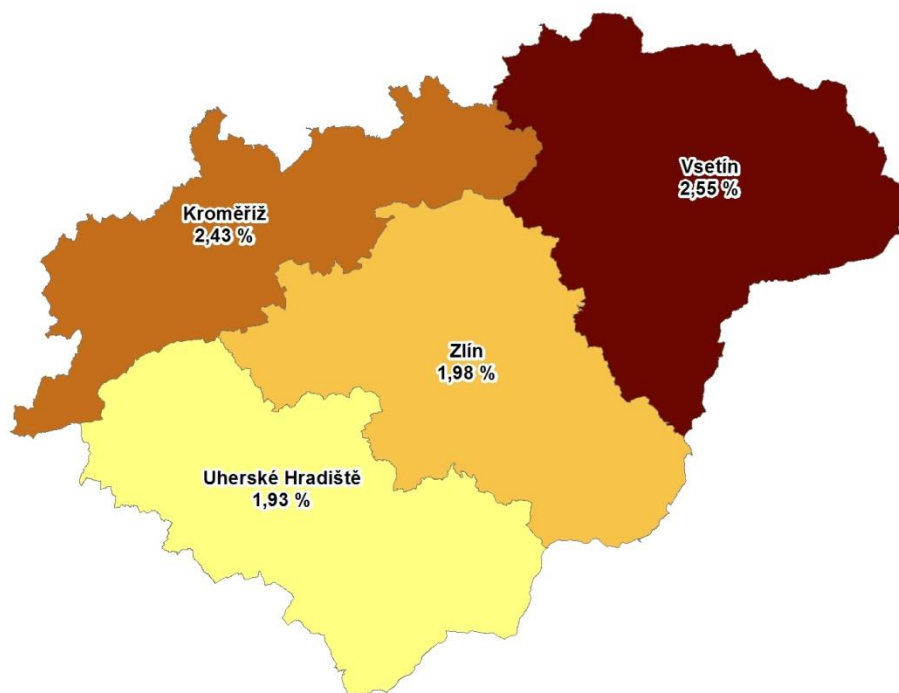 Vsetín
2,55 %
Kroměříž
2,43 %
Zlín
1,98 %
Uherské Hradiště
1,93 %